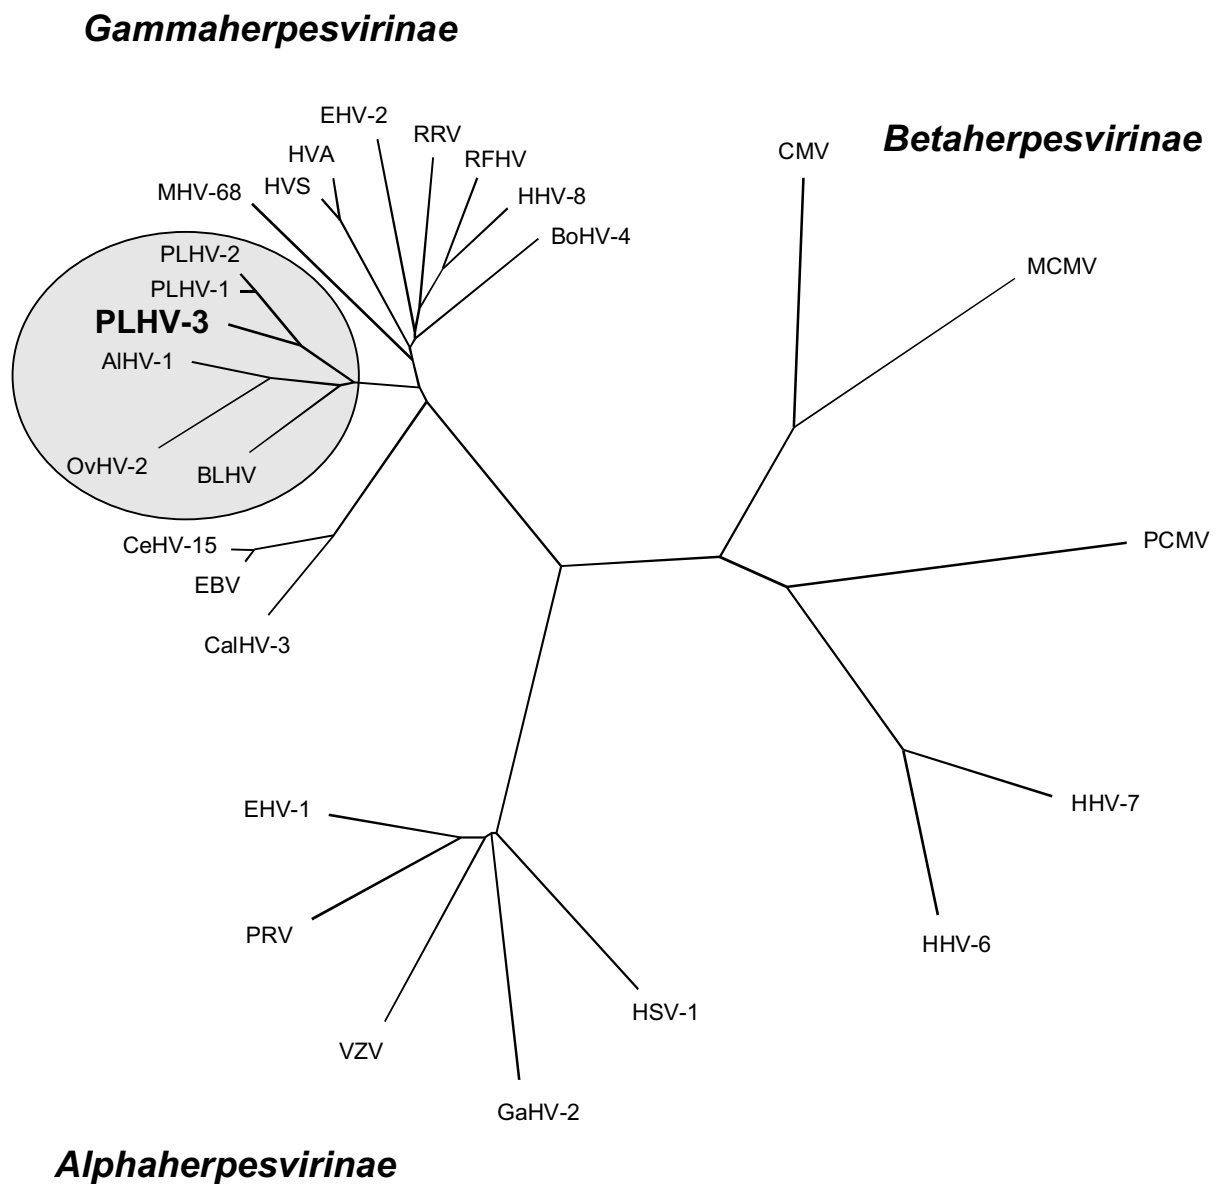 Gammaherpesvirinae
EHV-2
RRV
Betaherpesvirinae
CMV
HVA
RFHV
HVS
MHV-68
HHV-8
BoHV-4
PLHV-2
MCMV
PLHV-1
PLHV-3
AlHV-1
OvHV-2
BLHV
CeHV-15
PCMV
EBV
CalHV-3
EHV-1
HHV-7
PRV
HHV-6
HSV-1
VZV
GaHV-2
Alphaherpesvirinae